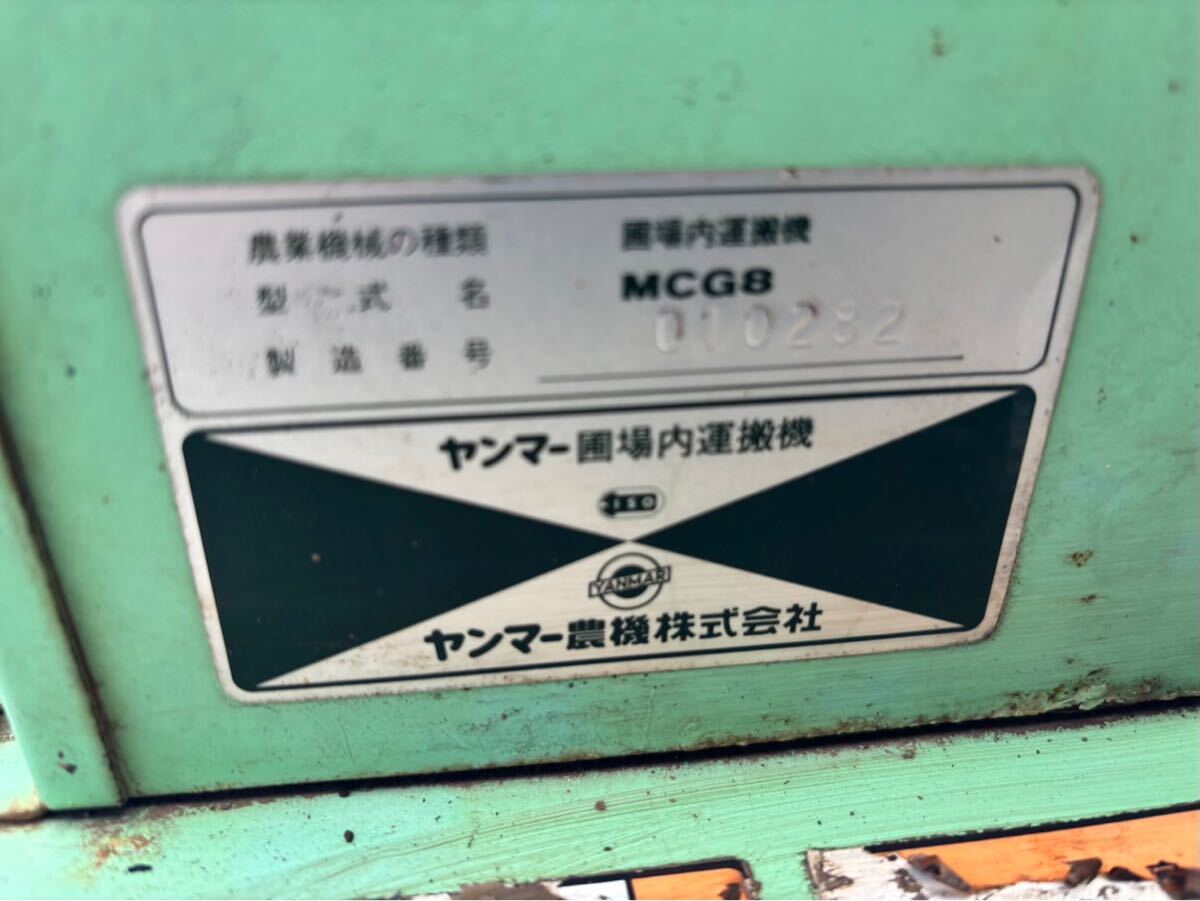 農業機械の種類 圃場内運搬機
型式名 MCG8
製造番号 010282
ヤンマー圃場内運搬機
YANMAR
ヤンマー農機株式会社